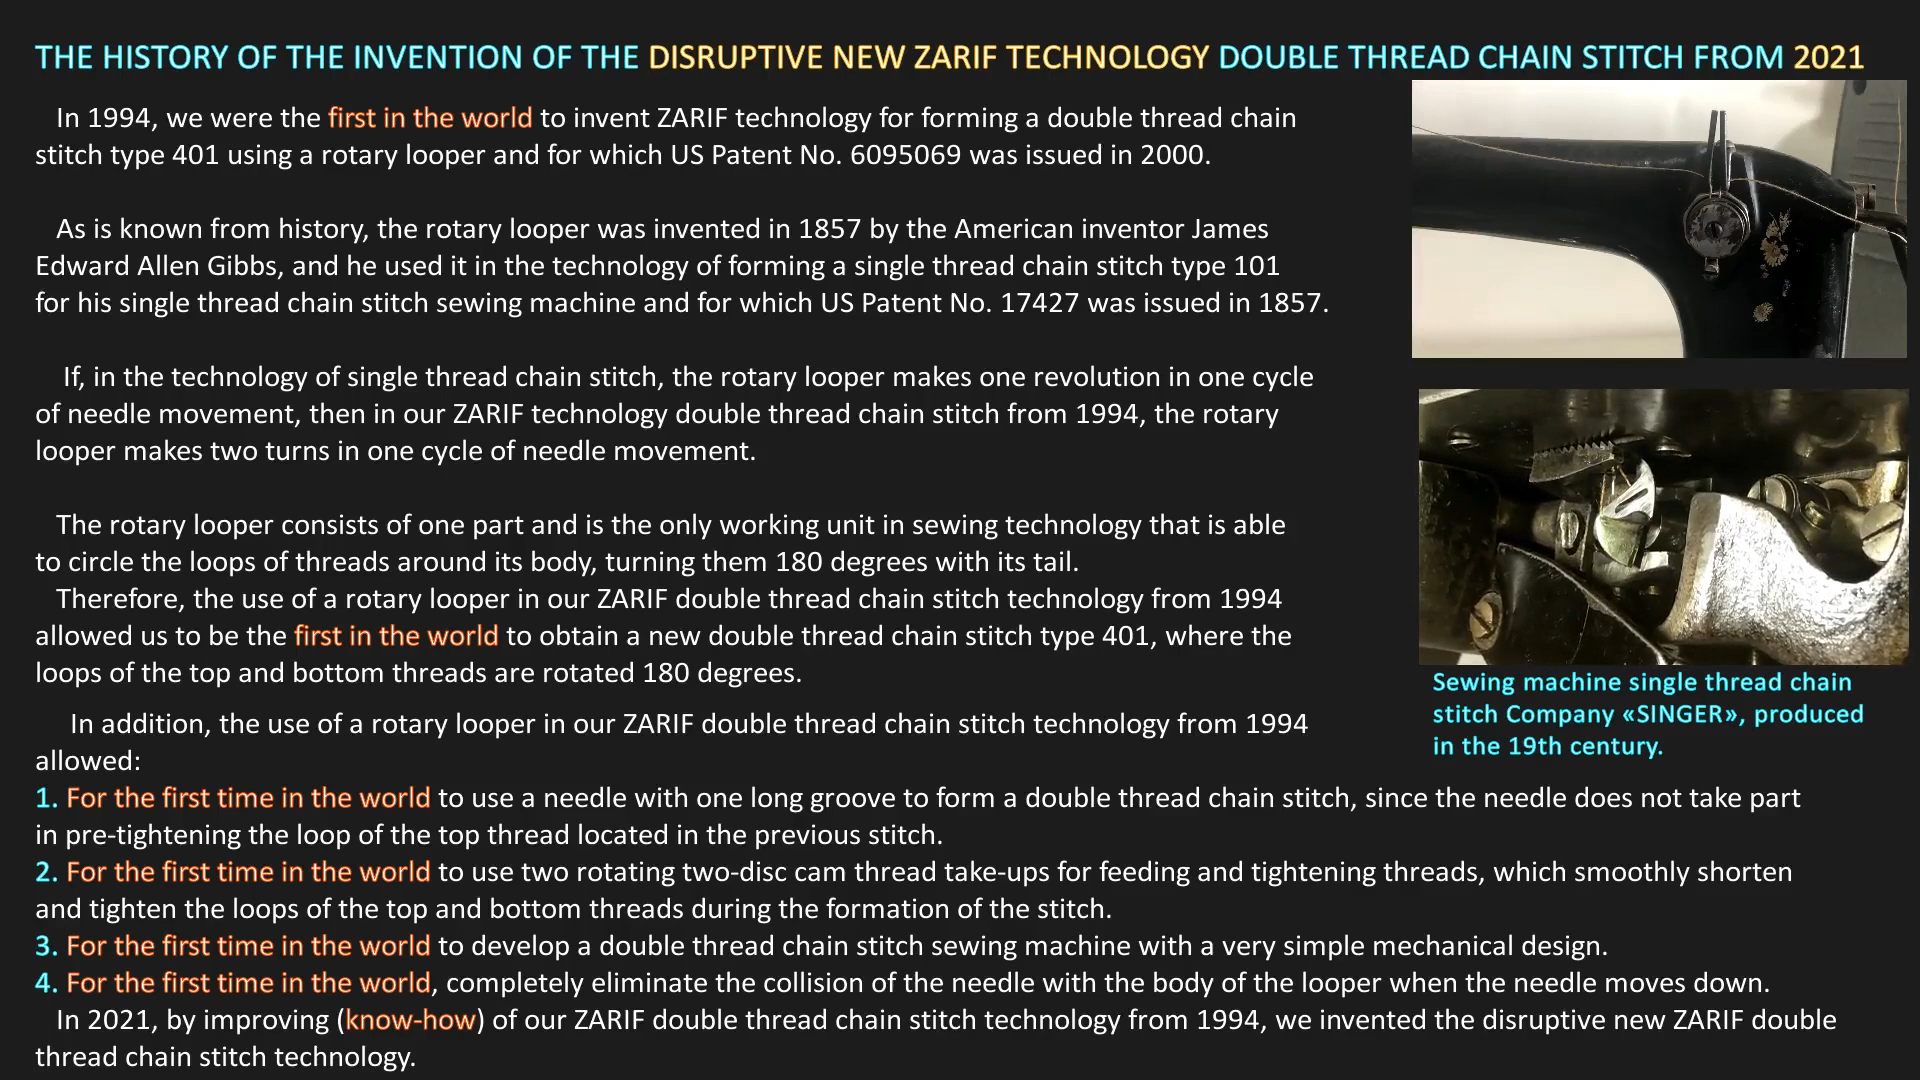 THE HISTORY OF THE INVENTION OF THE DISRUPTIVE NEW ZARIF TECHNOLOGY DOUBLE THREAD CHAIN STITCH FROM 2021
In 1994, we were the first in the world to invent ZARIF technology for forming a double thread chain
stitch type 401 using a rotary looper and for which US Patent No. 6095069 was issued in 2000.
As is known from history, the rotary looper was invented in 1857 by the American inventor James
Edward Allen Gibbs, and he used it in the technology of forming a single thread chain stitch type 101
for his single thread chain stitch sewing machine and for which US Patent No. 17427 was issued in 1857.
If, in the technology of single thread chain stitch, the rotary looper makes one revolution in one cycle
of needle movement, then in our ZARIF technology double thread chain stitch from 1994, the rotary
looper makes two turns in one cycle of needle movement.
The rotary looper consists of one part and is the only working unit in sewing technology that is able
to circle the loops of threads around its body, turning them 180 degrees with its tail.
Therefore, the use of a rotary looper in our ZARIF double thread chain stitch technology from 1994
allowed us to be the first in the world to obtain a new double thread chain stitch type 401, where the
loops of the top and bottom threads are rotated 180 degrees.
Sewing machine single thread chain
stitch Company «SINGER», produced
in the 19th century.
In addition, the use of a rotary looper in our ZARIF double thread chain stitch technology from 1994
allowed:
1. For the first time in the world to use a needle with one long groove to form a double thread chain stitch, since the needle does not take part
in pre-tightening the loop of the top thread located in the previous stitch.
2. For the first time in the world to use two rotating two-disc cam thread take-ups for feeding and tightening threads, which smoothly shorten
and tighten the loops of the top and bottom threads during the formation of the stitch.
3. For the first time in the world to develop a double thread chain stitch sewing machine with a very simple mechanical design.
4. For the first time in the world, completely eliminate the collision of the needle with the body of the looper when the needle moves down.
In 2021, by improving (know-how) of our ZARIF double thread chain stitch technology from 1994, we invented the disruptive new ZARIF double
thread chain stitch technology.